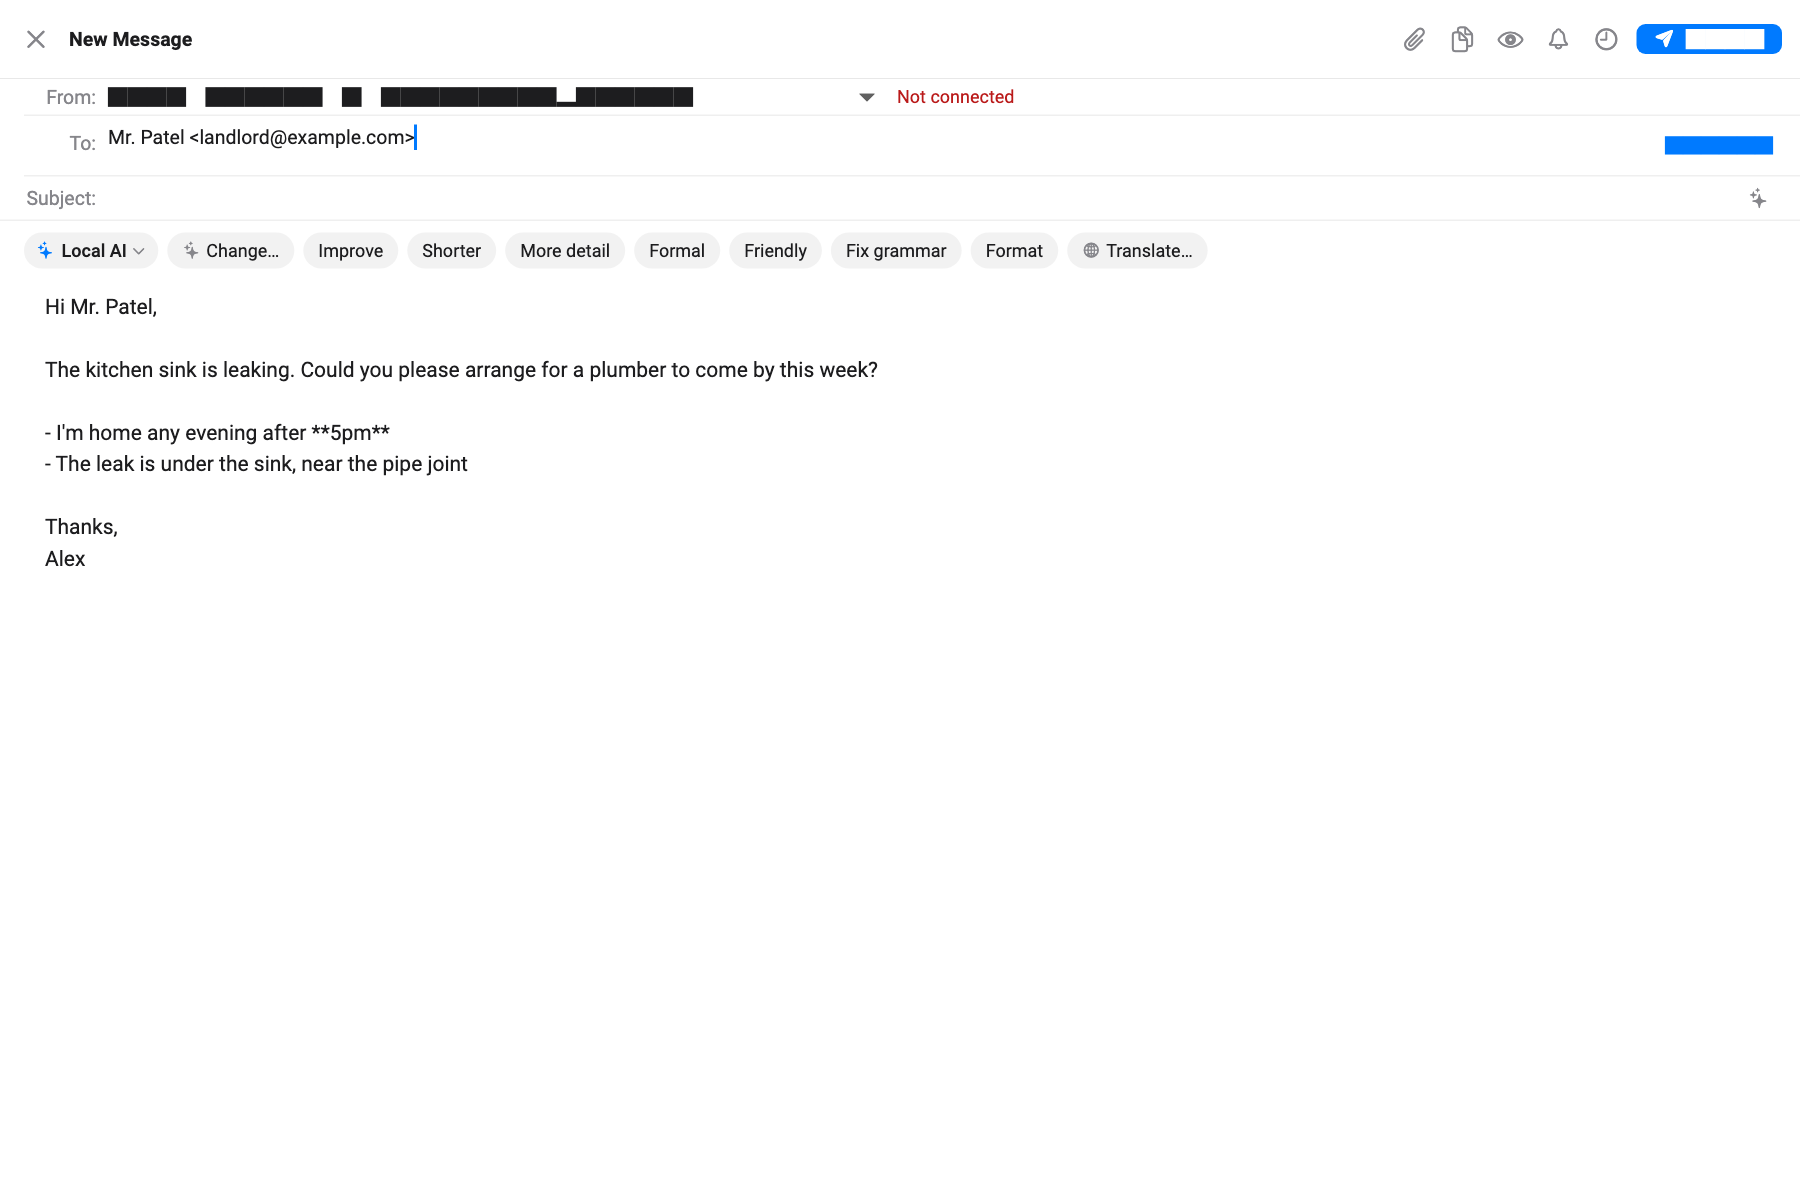 New Message
From:
Not connected
To: Mr. Patel <landlord@example.com>
Subject:
Local AI Change... Improve Shorter More detail Formal Friendly Fix grammar Format Translate...
Hi Mr. Patel,
The kitchen sink is leaking. Could you please arrange for a plumber to come by this week?
- I'm home any evening after **5pm**
- The leak is under the sink, near the pipe joint
Thanks,
Alex